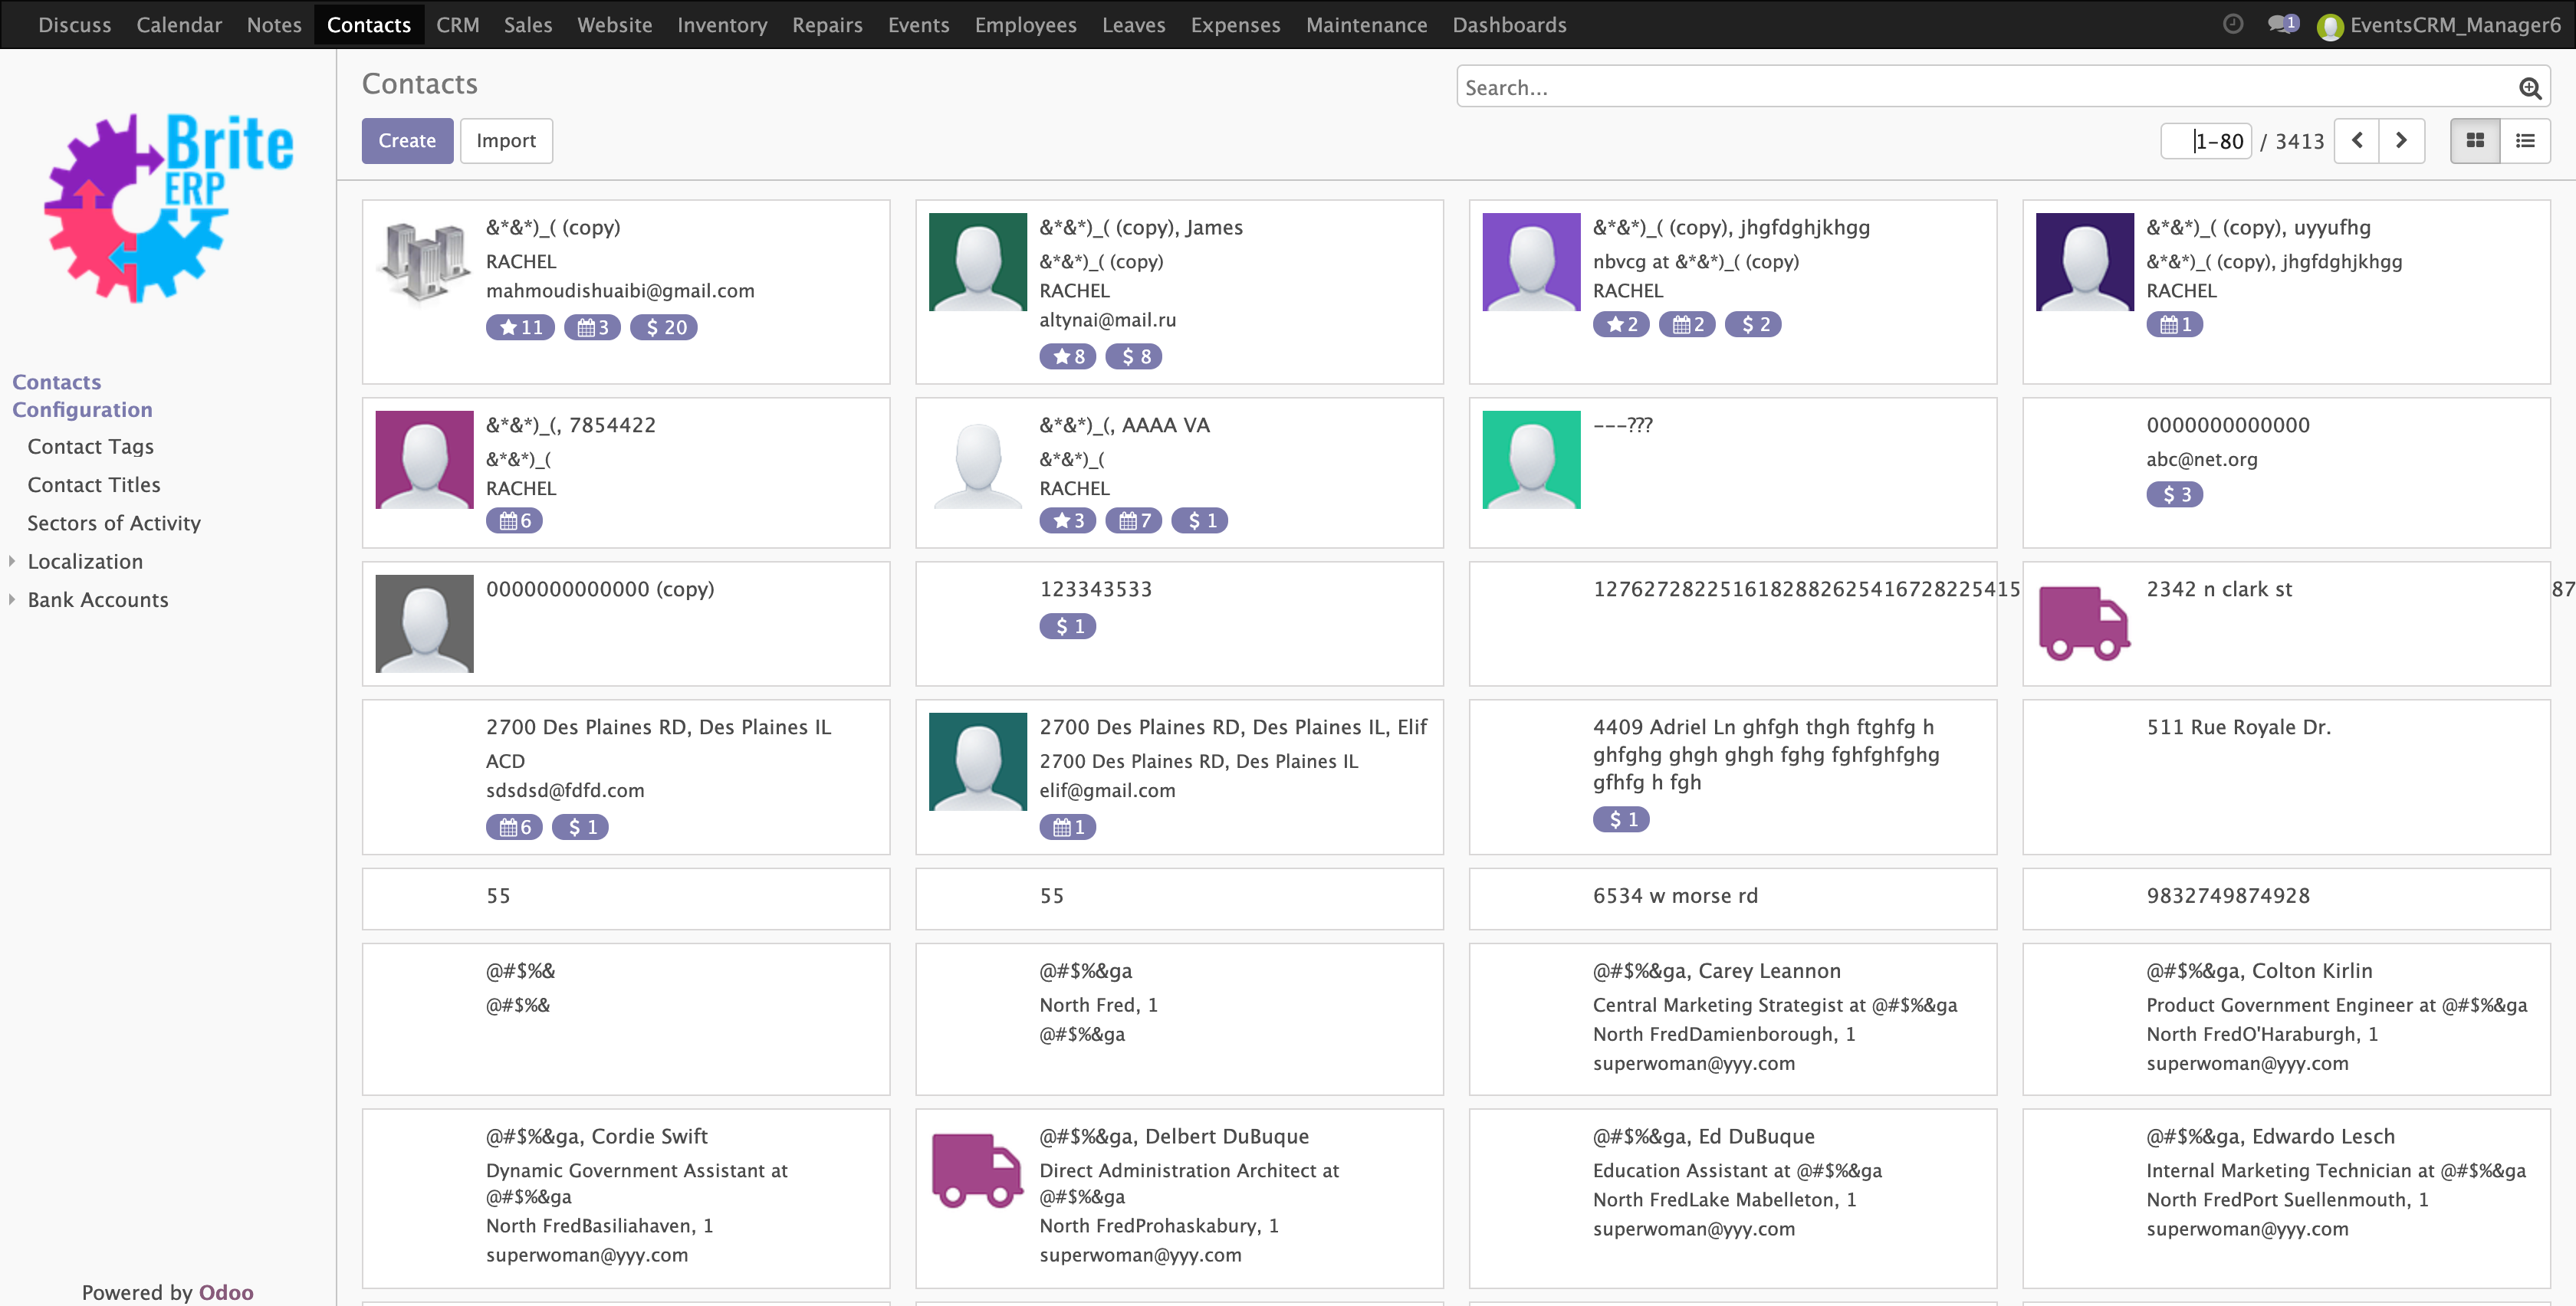 Discuss Calendar Notes Contacts CRM Sales Website Inventory Repairs Events Employees Leaves Expenses Maintenance Dashboards 1 EventsCRM_Manager6
Brite
ERP
Contacts
Configuration
Contact Tags
Contact Titles
Sectors of Activity
Localization
Bank Accounts
Powered by Odoo
Contacts
Search...
Create Import
1-80 / 3413
&*&*)_( (copy)
RACHEL
mahmoudishuaibi@gmail.com
11 3 $ 20
&*&*)_( (copy), James
&*&*)_( (copy)
RACHEL
altynai@mail.ru
8 $ 8
&*&*)_( (copy), jhgfdghjkhgg
nbvcg at &*&*)_( (copy)
RACHEL
2 2 $ 2
&*&*)_( (copy), uyyufhg
&*&*)_( (copy), jhgfdghjkhgg
RACHEL
1
&*&*)_(, 7854422
&*&*)_(
RACHEL
6
&*&*)_(, AAAA VA
&*&*)_(
RACHEL
3 7 $ 1
---???
0000000000000
abc@net.org
$ 3
0000000000000 (copy)
123343533
$ 1
12762728225161828826254167282254​15
2342 n clark st
87
2700 Des Plaines RD, Des Plaines IL
ACD
sdsdsd@fdfd.com
6 $ 1
2700 Des Plaines RD, Des Plaines IL, Elif
2700 Des Plaines RD, Des Plaines IL
elif@gmail.com
1
4409 Adriel Ln ghfgh thgh ftghfg h
ghfghg ghgh ghgh fghg fghfghfghg
gfhfg h fgh
$ 1
511 Rue Royale Dr.
55
55
6534 w morse rd
9832749874928
@#$%&
@#$%&
@#$%&ga
North Fred, 1
@#$%&ga
@#$%&ga, Carey Leannon
Central Marketing Strategist at @#$%&ga
North FredDamienborough, 1
superwoman@yyy.com
@#$%&ga, Colton Kirlin
Product Government Engineer at @#$%&ga
North FredO'Haraburgh, 1
superwoman@yyy.com
@#$%&ga, Cordie Swift
Dynamic Government Assistant at
@#$%&ga
North FredBasiliahaven, 1
superwoman@yyy.com
@#$%&ga, Delbert DuBuque
Direct Administration Architect at
@#$%&ga
North FredProhaskabury, 1
superwoman@yyy.com
@#$%&ga, Ed DuBuque
Education Assistant at @#$%&ga
North FredLake Mabelleton, 1
superwoman@yyy.com
@#$%&ga, Edwardo Lesch
Internal Marketing Technician at @#$%&ga
North FredPort Suellenmouth, 1
superwoman@yyy.com